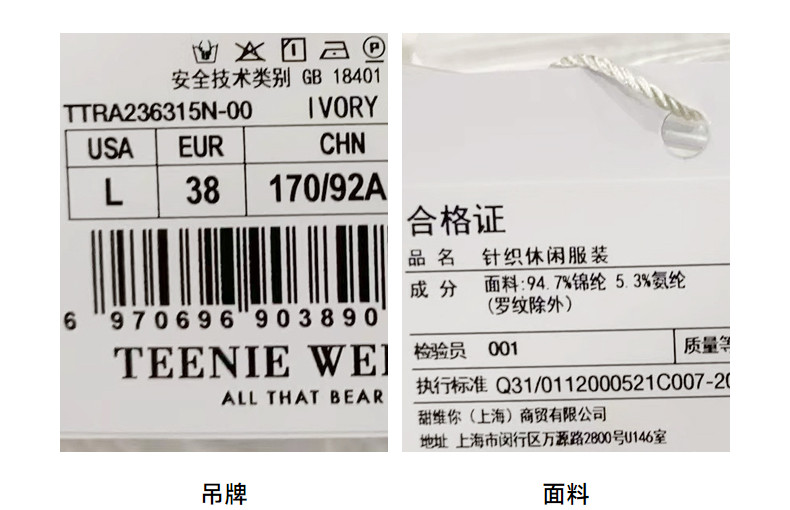 安全技术类别 GB 18401
TTRA236315N-00 IVORY
USA EUR CHN
L 38 170/92A
6 970696 903890
TEENIE WEI
ALL THAT BEAR
合格证
品 名 针织休闲服装
成 分 面料:94.7%锦纶 5.3%氨纶
(罗纹除外)
检验员 001 质量等
执行标准 Q31/0112000521C007-20
甜维你（上海）商贸有限公司
地址 上海市闵行区万源路2800号U146室
吊牌
面料